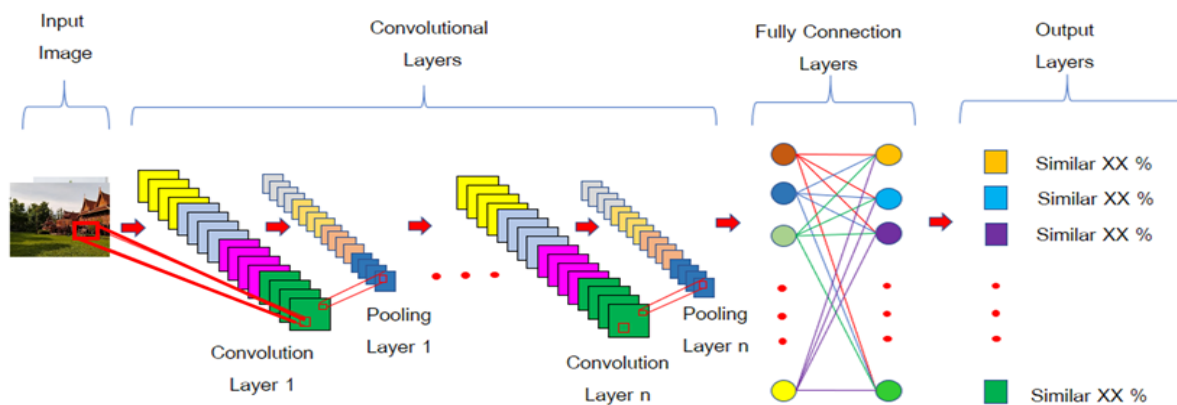 Input
Image
Convolutional
Layers
Fully Connection
Layers
Output
Layers
Convolution
Layer 1
Pooling
Layer 1
Convolution
Layer n
Pooling
Layer n
Similar XX %
Similar XX %
Similar XX %
Similar XX %